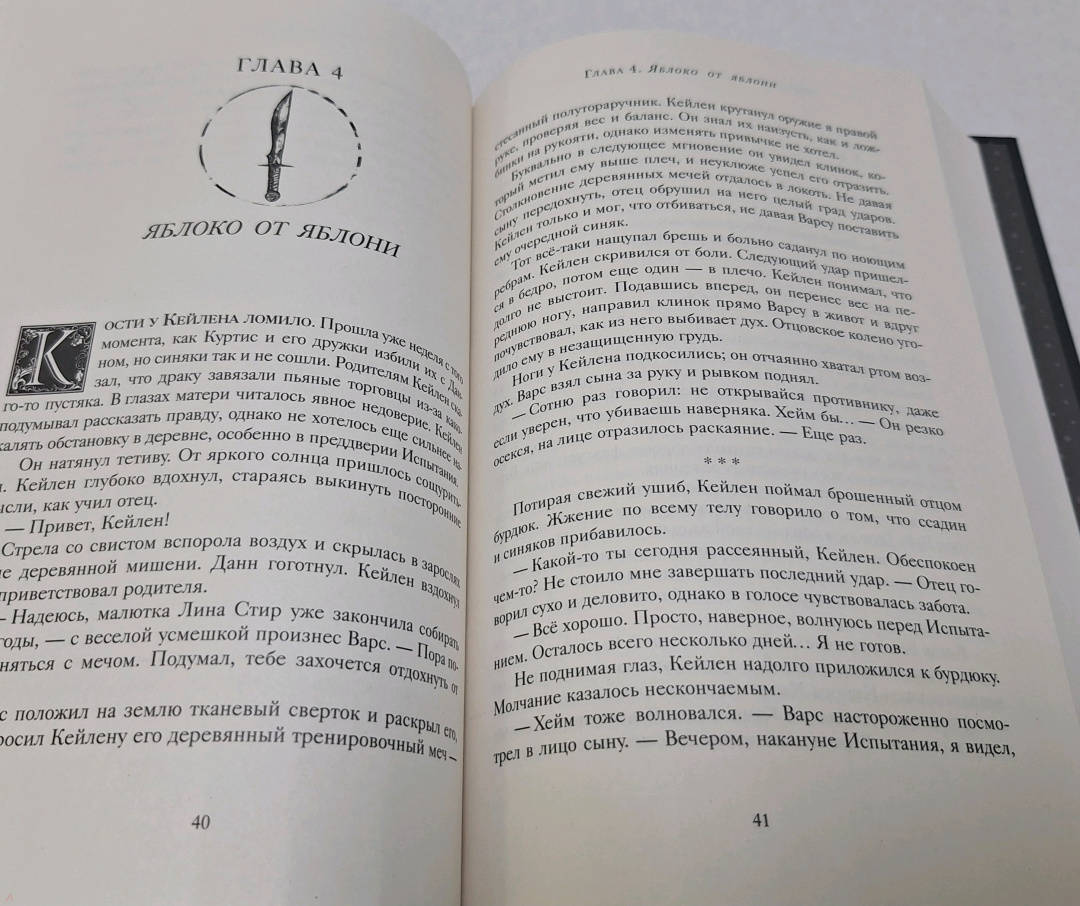 ГЛАВА 4
ЯБЛОКО ОТ ЯБЛОНИ
КОСТИ У КЕЙЛЕНА ЛОМИЛО. Прошла уже неделя с того
момента, как Куртис и его дружки избили их с Дан-
ном, но синяки так и не сошли. Родителям Кейлен ска-
зал, что драку завязали пьяные торговцы из-за како-
го-то пустяка. В глазах матери читалось явное недоверие. Кейлен
подумывал рассказать правду, однако не хотелось еще сильнее на-
калять обстановку в деревне, особенно в преддверии Испытания.
Он натянул тетиву. От яркого солнца пришлось сощурить-
Кейлен глубоко вдохнул, стараясь выкинуть посторонние
как учил отец.
— Привет, Кейлен!
Стрела со свистом вспорола воздух и скрылась в зарослях
деревянной мишени. Данн гоготнул. Кейлен вздохнул
приветствовал родителя.
— Надеюсь, малютка Лина Стир уже закончила собирать
— с веселой усмешкой произнес Варс. — Пора по-
с мечом. Подумал, тебе захочется отдохнуть от
положил на землю тканевый сверток и раскрыл его,
Кейлену его деревянный тренировочный меч —
40
ГЛАВА 4. ЯБЛОКО ОТ ЯБЛОНИ
стесанный полутораручник. Кейлен крутанул оружие в правой
руке, проверяя вес и баланс. Он знал их наизусть, как и лож-
бинки на рукояти, однако изменять привычке не хотел.
Буквально в следующее мгновение он увидел клинок, ко-
торый метил ему выше плеч, и неуклюже успел его отразить.
Столкновение деревянных мечей отдалось в локоть. Не давая
сыну передохнуть, отец обрушил на него целый град ударов.
Кейлен только и мог, что отбиваться, не давая Варсу поставить
ему очередной синяк.
Тот всё-таки нащупал брешь и больно саданул по ноющим
ребрам. Кейлен скривился от боли. Следующий удар пришел-
ся в бедро, потом еще один — в плечо. Кейлен понимал, что
долго не выстоит. Подавшись вперед, он перенес вес на пе-
реднюю ногу, направил клинок прямо Варсу в живот и вдруг
почувствовал, как из него выбивает дух. Отцовское колено уго-
дило ему в незащищенную грудь.
Ноги у Кейлена подкосились; он отчаянно хватал ртом воз-
дух. Варс взял сына за руку и рывком поднял.
— Сотню раз говорил: не открывайся противнику, даже
если уверен, что убиваешь наверняка. Хейм бы... — Он резко
осекся, на лице отразилось раскаяние. — Еще раз.
* * *
Потирая свежий ушиб, Кейлен поймал брошенный отцом
бурдюк. Жжение по всему телу говорило о том, что ссадин
и синяков прибавилось.
— Какой-то ты сегодня рассеянный, Кейлен. Обеспокоен
чем-то? Не стоило мне завершать последний удар. — Отец го-
ворил сухо и деловито, однако в голосе чувствовалась забота.
— Всё хорошо. Просто, наверное, волнуюсь перед Испыта-
нием. Осталось всего несколько дней... Я не готов.
Не поднимая глаз, Кейлен надолго приложился к бурдюку.
Молчание казалось нескончаемым.
— Хейм тоже волновался. — Варс настороженно посмо-
трел в лицо сыну. — Вечером, накануне Испытания, я видел,
41